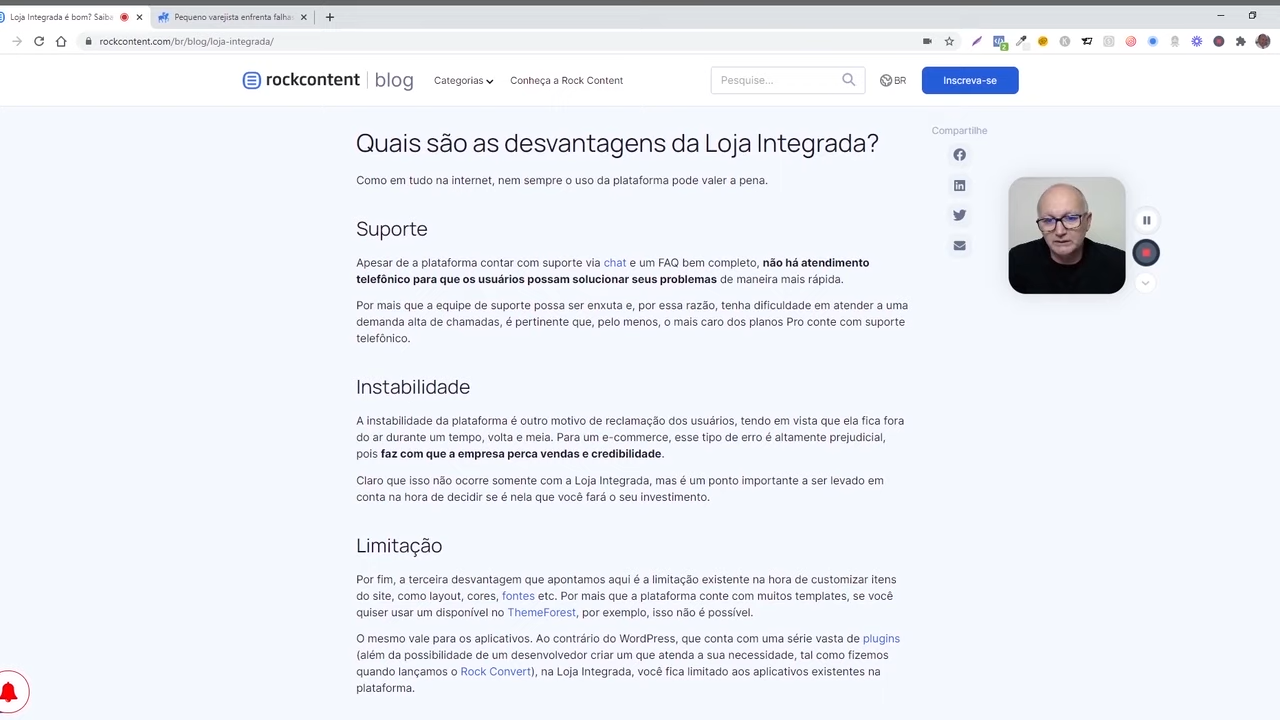 Loja Integrada é bom? Saiba
Pequeno varejista enfrenta falha
rockcontent.com/br/blog/loja-integrada/
rockcontent blog
Categorias
Conheça a Rock Content
Pesquise...
BR
Inscreva-se
Quais são as desvantagens da Loja Integrada?
Compartilhe
Como em tudo na internet, nem sempre o uso da plataforma pode valer a pena.
Suporte
Apesar de a plataforma contar com suporte via chat e um FAQ bem completo, não há atendimento
telefônico para que os usuários possam solucionar seus problemas de maneira mais rápida.
Por mais que a equipe de suporte possa ser enxuta e, por essa razão, tenha dificuldade em atender a uma
demanda alta de chamadas, é pertinente que, pelo menos, o mais caro dos planos Pro conte com suporte
telefônico.
Instabilidade
A instabilidade da plataforma é outro motivo de reclamação dos usuários, tendo em vista que ela fica fora
do ar durante um tempo, volta e meia. Para um e-commerce, esse tipo de erro é altamente prejudicial,
pois faz com que a empresa perca vendas e credibilidade.
Claro que isso não ocorre somente com a Loja Integrada, mas é um ponto importante a ser levado em
conta na hora de decidir se é nela que você fará o seu investimento.
Limitação
Por fim, a terceira desvantagem que apontamos aqui é a limitação existente na hora de customizar itens
do site, como layout, cores, fontes etc. Por mais que a plataforma conte com muitos templates, se você
quiser usar um disponível no ThemeForest, por exemplo, isso não é possível.
O mesmo vale para os aplicativos. Ao contrário do WordPress, que conta com uma série vasta de plugins
(além da possibilidade de um desenvolvedor criar um que atenda a sua necessidade, tal como fizemos
quando lançamos o Rock Convert), na Loja Integrada, você fica limitado aos aplicativos existentes na
plataforma.